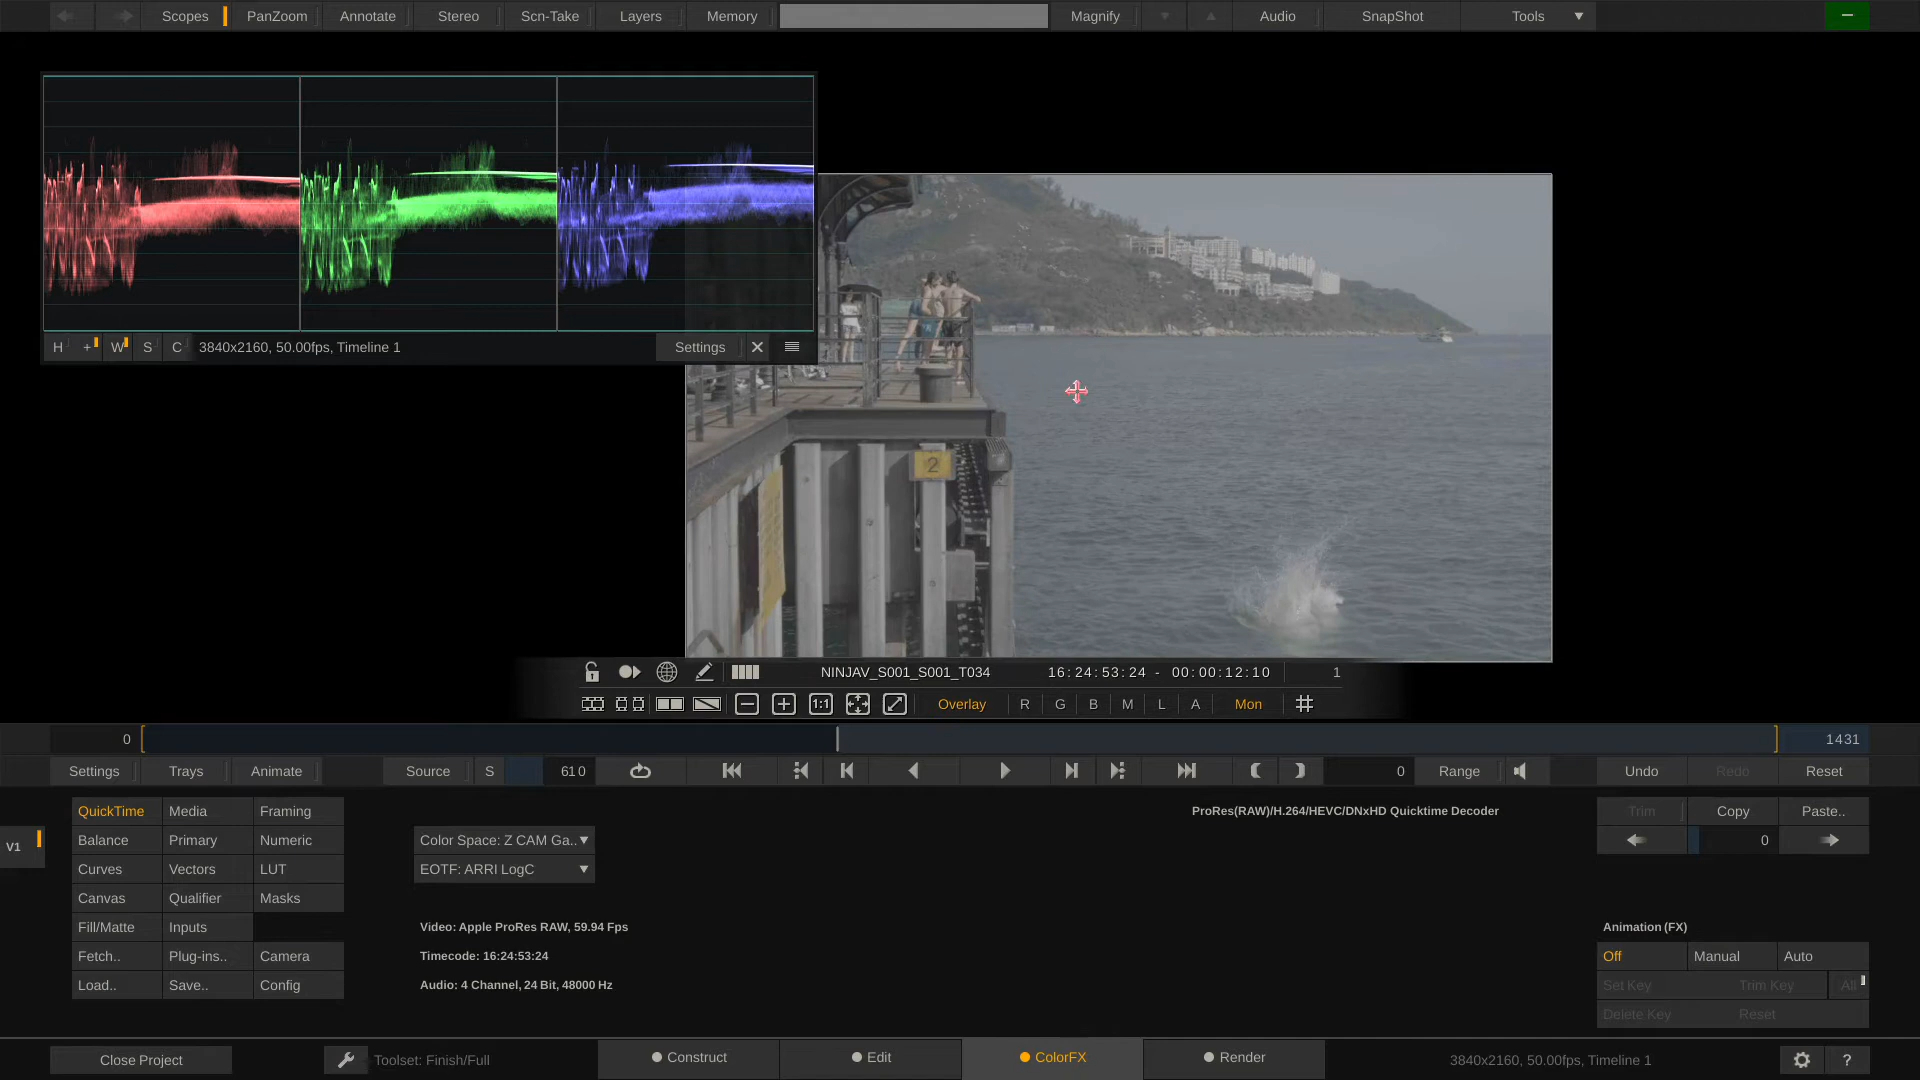 Scopes PanZoom Annotate Stereo Scn-Take Layers Memory Magnify Audio SnapShot Tools
H + W S C 3840x2160, 50.00fps, Timeline 1 Settings
2
NINJAV_S001_S001_T034 16:24:53:24 - 00:00:12:10 1
1:1 Overlay R G B M L A Mon
0 1431
Settings Trays Animate Source S 610 0 Range Undo Redo Reset
QuickTime Media Framing ProRes(RAW)/H.264/HEVC/DNxHD Quicktime Decoder Trim Copy Paste..
V1 Balance Primary Numeric Color Space: Z CAM Ga.. 0
Curves Vectors LUT EOTF: ARRI LogC
Canvas Qualifier Masks
Fill/Matte Inputs Video: Apple ProRes RAW, 59.94 Fps Animation (FX)
Fetch.. Plug-ins.. Camera Timecode: 16:24:53:24 Off Manual Auto
Load.. Save.. Config Audio: 4 Channel, 24 Bit, 48000 Hz Set Key Trim Key All
Delete Key Reset
Close Project Toolset: Finish/Full Construct Edit ColorFX Render 3840x2160, 50.00fps, Timeline 1 ?